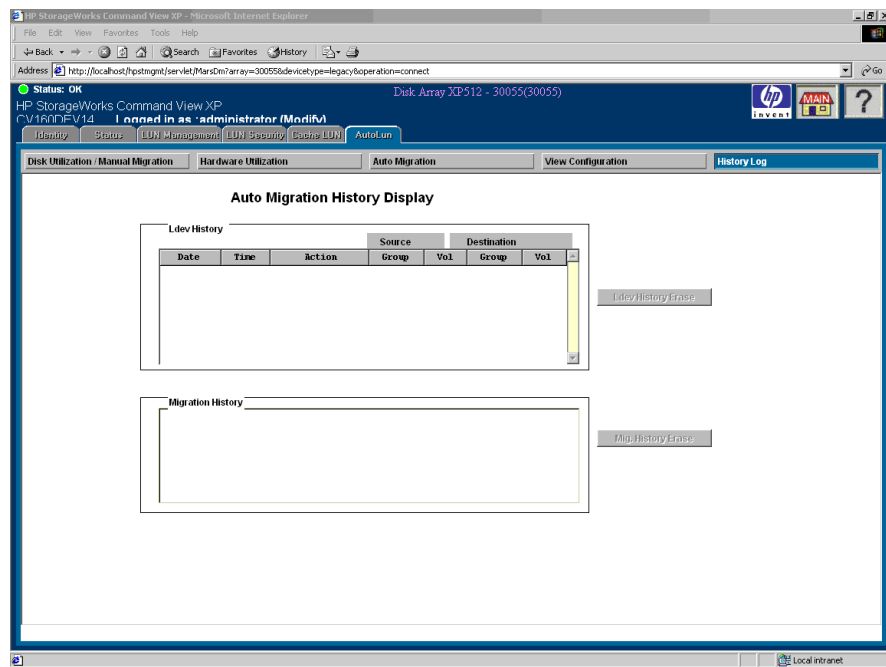 HP StorageWorks Command View XP - Microsoft Internet Explorer
File Edit View Favorites Tools Help
Back Search Favorites History
Address http://localhost/hpstmgmt/servlet/MarsDm?array=30055&devicetype=legacy&operation=connect Go
Status: OK Disk Array XP512 - 30055(30055)
HP StorageWorks Command View XP
CV160DEV14 Logged in as :administrator (Modify)
hp invent MAIN ?
Identity Status LUN Management LUN Security Cache LUN AutoLun
Disk Utilization / Manual Migration Hardware Utilization Auto Migration View Configuration History Log
Auto Migration History Display
Ldev History
Source Destination
Date Time Action Group Vol Group Vol
Ldev History Erase
Migration History
Mig. History Erase
Local intranet